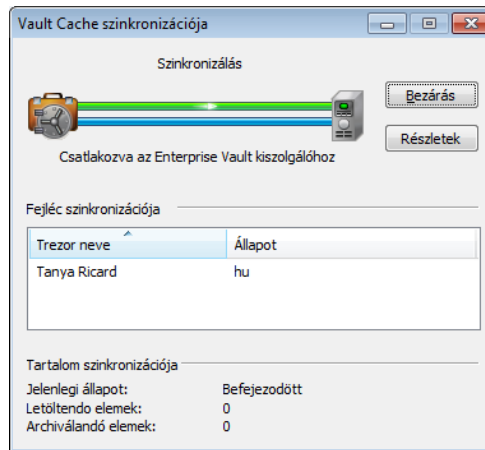 Vault Cache szinkronizációja
Szinkronizálás
Bezárás
Csatlakozva az Enterprise Vault kiszolgálóhoz
Részletek
Fejléc szinkronizációja
Trezor neve Állapot
Tanya Ricard hu
Tartalom szinkronizációja
Jelenlegi állapot: Befejezodött
Letöltendo elemek: 0
Archiválandó elemek: 0